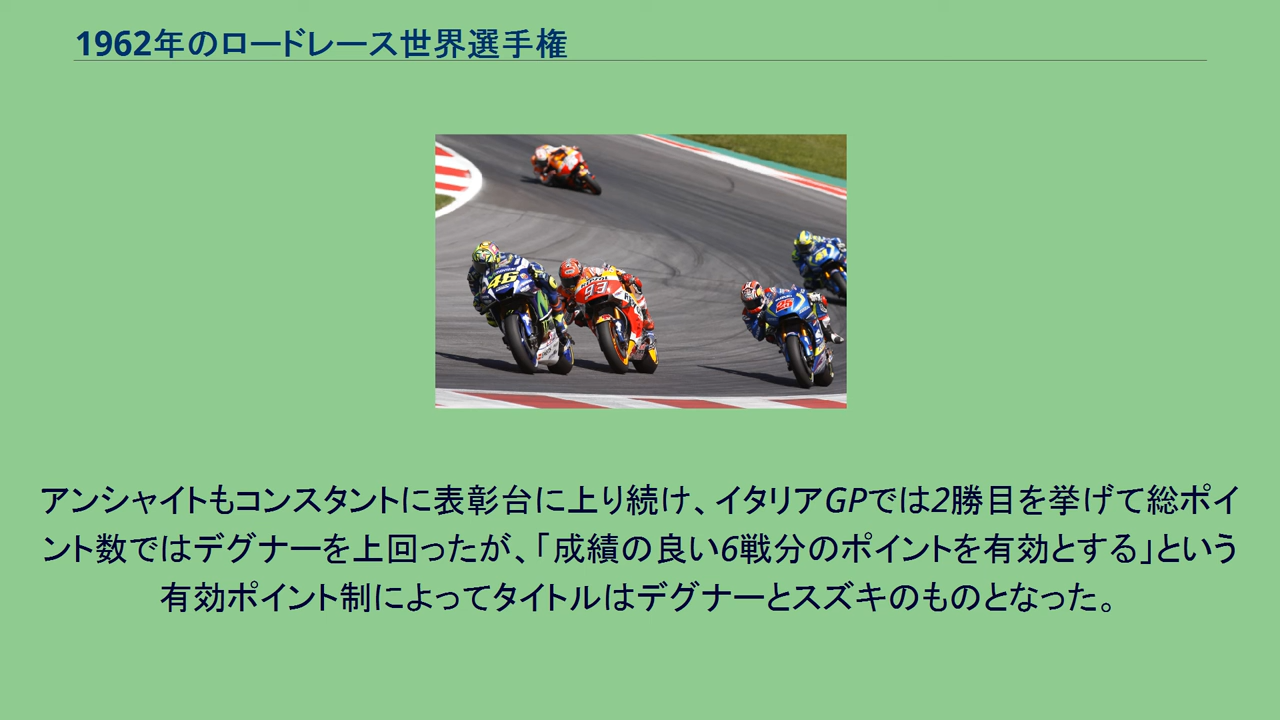 1962年のロードレース世界選手権
46
93
25
アンシャイトもコンスタントに表彰台に上り続け、イタリアGPでは2勝目を挙げて総ポイ
ント数ではデグナーを上回ったが、「成績の良い6戦分のポイントを有効とする」という
有効ポイント制によってタイトルはデグナーとスズキのものとなった。